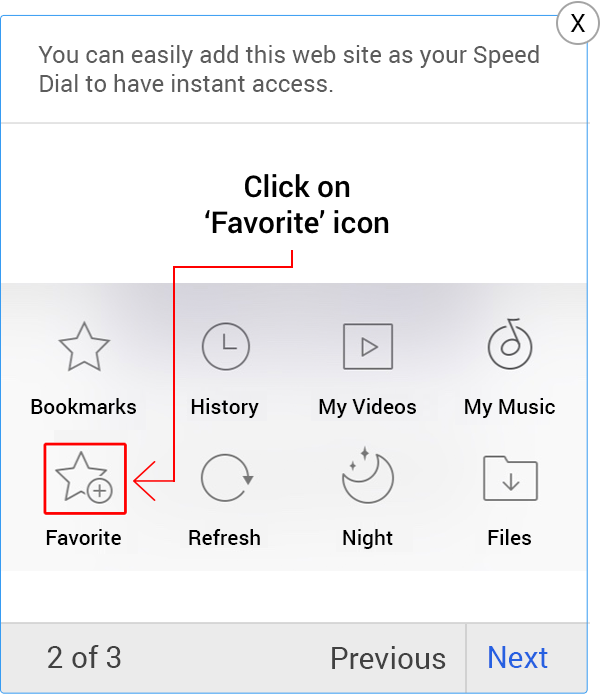 X
You can easily add this web site as your Speed
Dial to have instant access.
Click on
‘Favorite’ icon
Bookmarks History My Videos My Music
Favorite Refresh Night Files
2 of 3 Previous Next